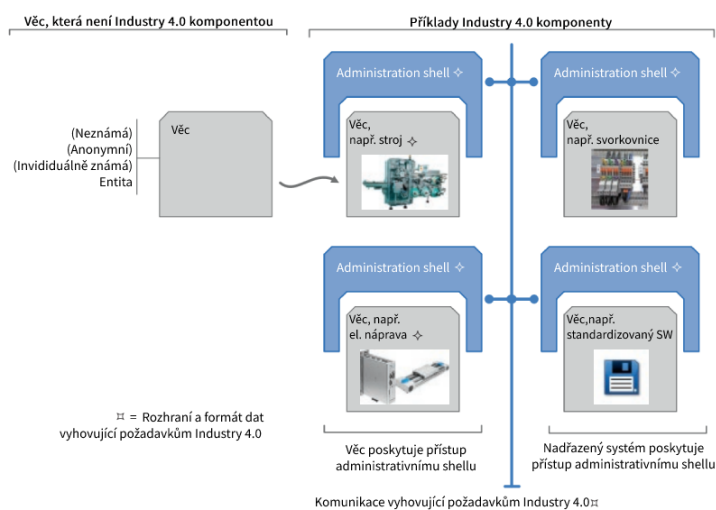 Věc, která není Industry 4.0 komponentou
Příklady Industry 4.0 komponenty
Administration shell ✧
Administration shell ✧
(Neznámá)
(Anonymní)
(Invididuálně známá)
Entita
Věc
Věc,
např. stroj ✧
Věc,
např. svorkovnice
Administration shell ✧
Administration shell ✧
Věc, např.
el. náprava ✧
Věc,např.
standardizovaný SW
¤ = Rozhraní a formát dat
vyhovující požadavkům Industry 4.0
Věc poskytuje přístup
administrativnímu shellu
Nadřazený systém poskytuje
přístup administrativnímu shellu
Komunikace vyhovující požadavkům Industry 4.0¤